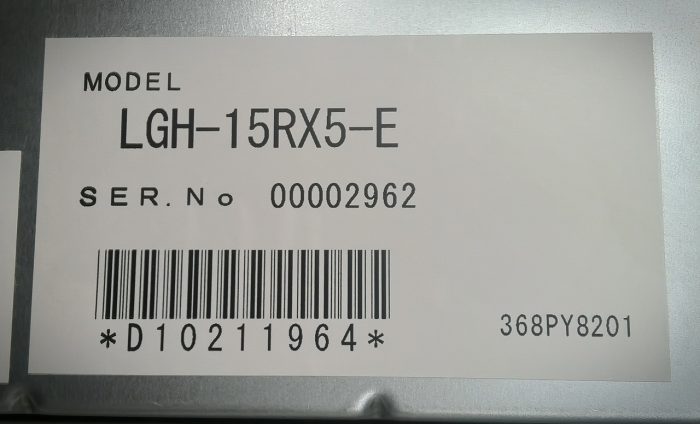 MODEL
LGH-15RX5-E
SER.No 00002962
*D10211964*
368PY8201